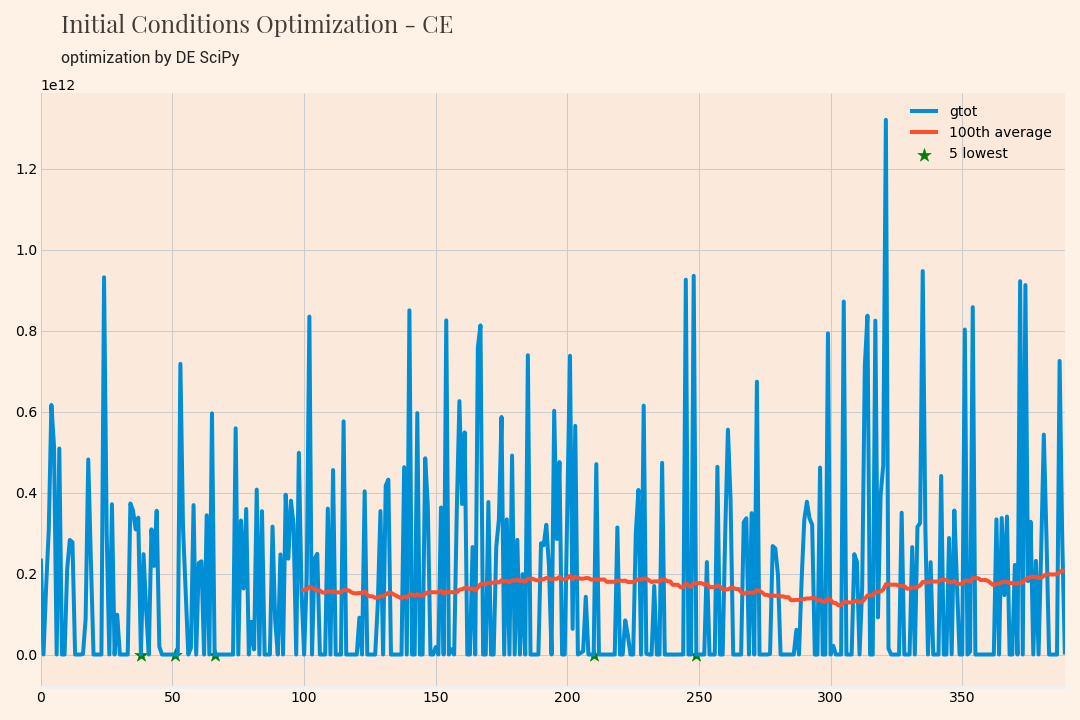 Initial Conditions Optimization - CE
optimization by DE SciPy
1e12
gtot
100th average
5 lowest
1.2
1.0
0.8
0.6
0.4
0.2
0.0
0 50 100 150 200 250 300 350